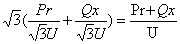 √3(Pr/√3U + Qx/√3U) = Pr+Qx/U